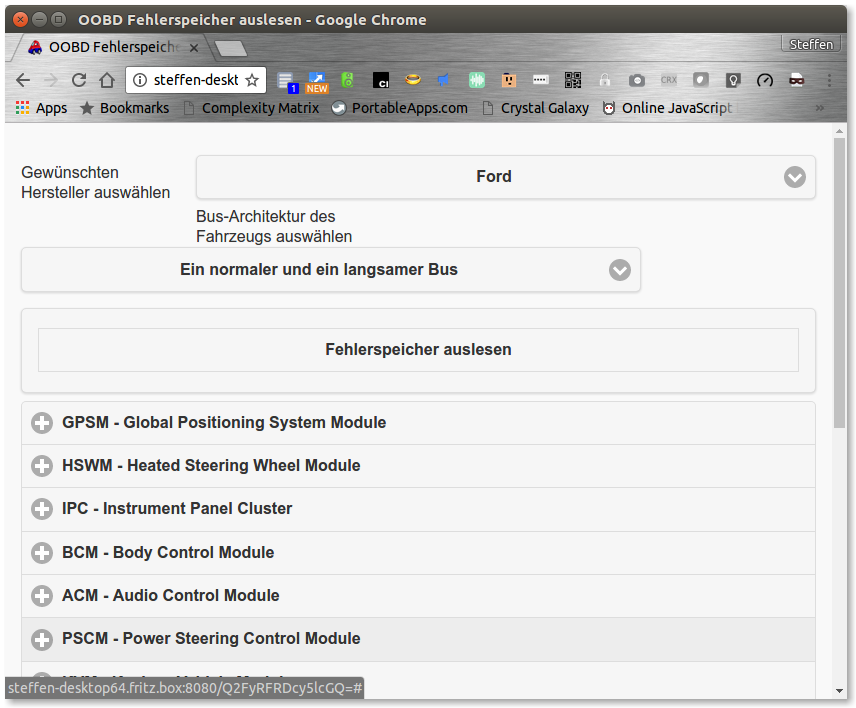 OOBD Fehlerspeicher auslesen - Google Chrome
OOBD Fehlerspeich
Steffen
steffen-deskt
1
NEW
CI
CRX
Apps
Bookmarks
Complexity Matrix
PortableApps.com
Crystal Galaxy
Online JavaScript
»
Gewünschten
Hersteller auswählen
Ford
Bus-Architektur des
Fahrzeugs auswählen
Ein normaler und ein langsamer Bus
Fehlerspeicher auslesen
GPSM - Global Positioning System Module
HSWM - Heated Steering Wheel Module
IPC - Instrument Panel Cluster
BCM - Body Control Module
ACM - Audio Control Module
PSCM - Power Steering Control Module
steffen-desktop64.fritz.box:8080/Q2FyRFRDcy5lcGQ=#